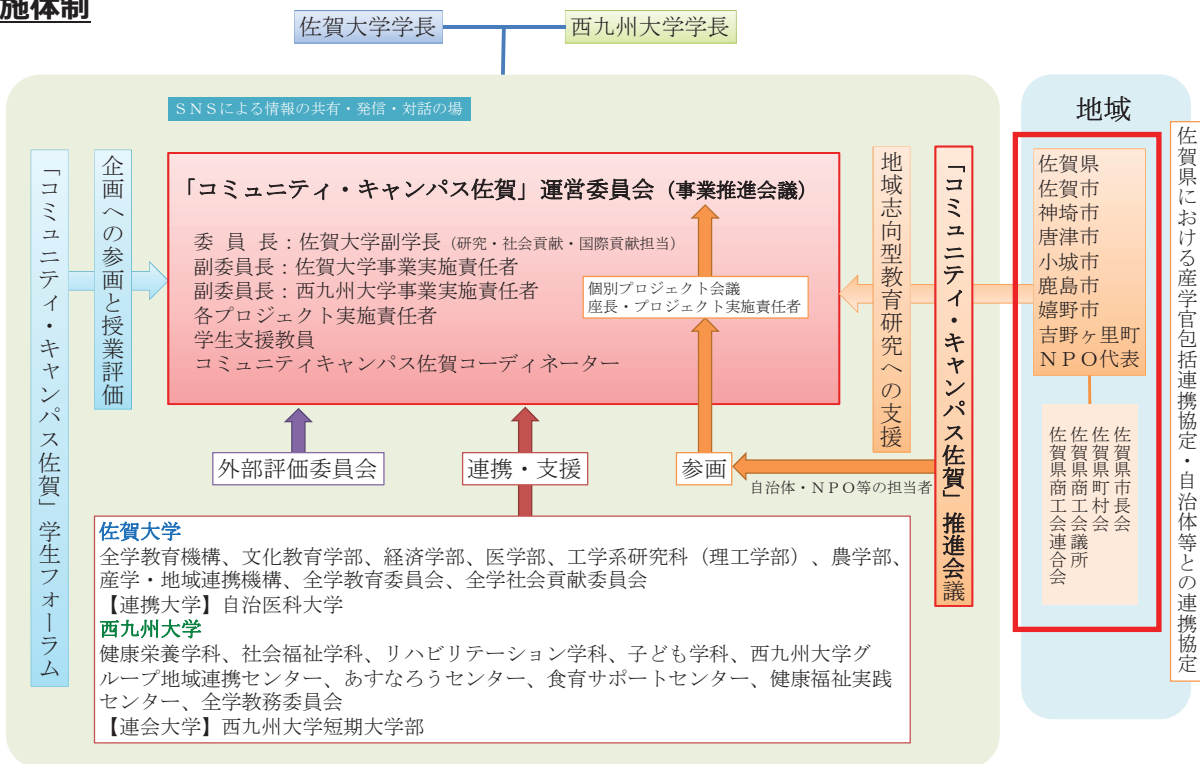 施体制
佐賀大学学長
西九州大学学長
SNSによる情報の共有・発信・対話の場
「コミュニティ・キャンパス佐賀」学生フォーラム
企画への参画と授業評価
「コミュニティ・キャンパス佐賀」運営委員会（事業推進会議）
委員長：佐賀大学副学長（研究・社会貢献・国際貢献担当）
副委員長：佐賀大学事業実施責任者
副委員長：西九州大学事業実施責任者
各プロジェクト実施責任者
学生支援教員
コミュニティキャンパス佐賀コーディネーター
個別プロジェクト会議
座長・プロジェクト実施責任者
地域志向型教育研究への支援
「コミュニティ・キャンパス佐賀」推進会議
外部評価委員会
連携・支援
参画
自治体・NPO等の担当者
佐賀大学
全学教育機構、文化教育学部、経済学部、医学部、工学系研究科（理工学部）、農学部、
産学・地域連携機構、全学教育委員会、全学社会貢献委員会
【連携大学】自治医科大学
西九州大学
健康栄養学科、社会福祉学科、リハビリテーション学科、子ども学科、西九州大学グ
ループ地域連携センター、あすなろうセンター、食育サポートセンター、健康福祉実践
センター、全学教務委員会
【連会大学】西九州大学短期大学部
地域
佐賀県
佐賀市
神埼市
唐津市
小城市
鹿島市
嬉野市
吉野ヶ里町
NPO代表
佐賀県市長会
佐賀県町村会
佐賀県商工会議所
佐賀県商工会連合会
佐賀県における産学官包括連携協定・自治体等との連携協定